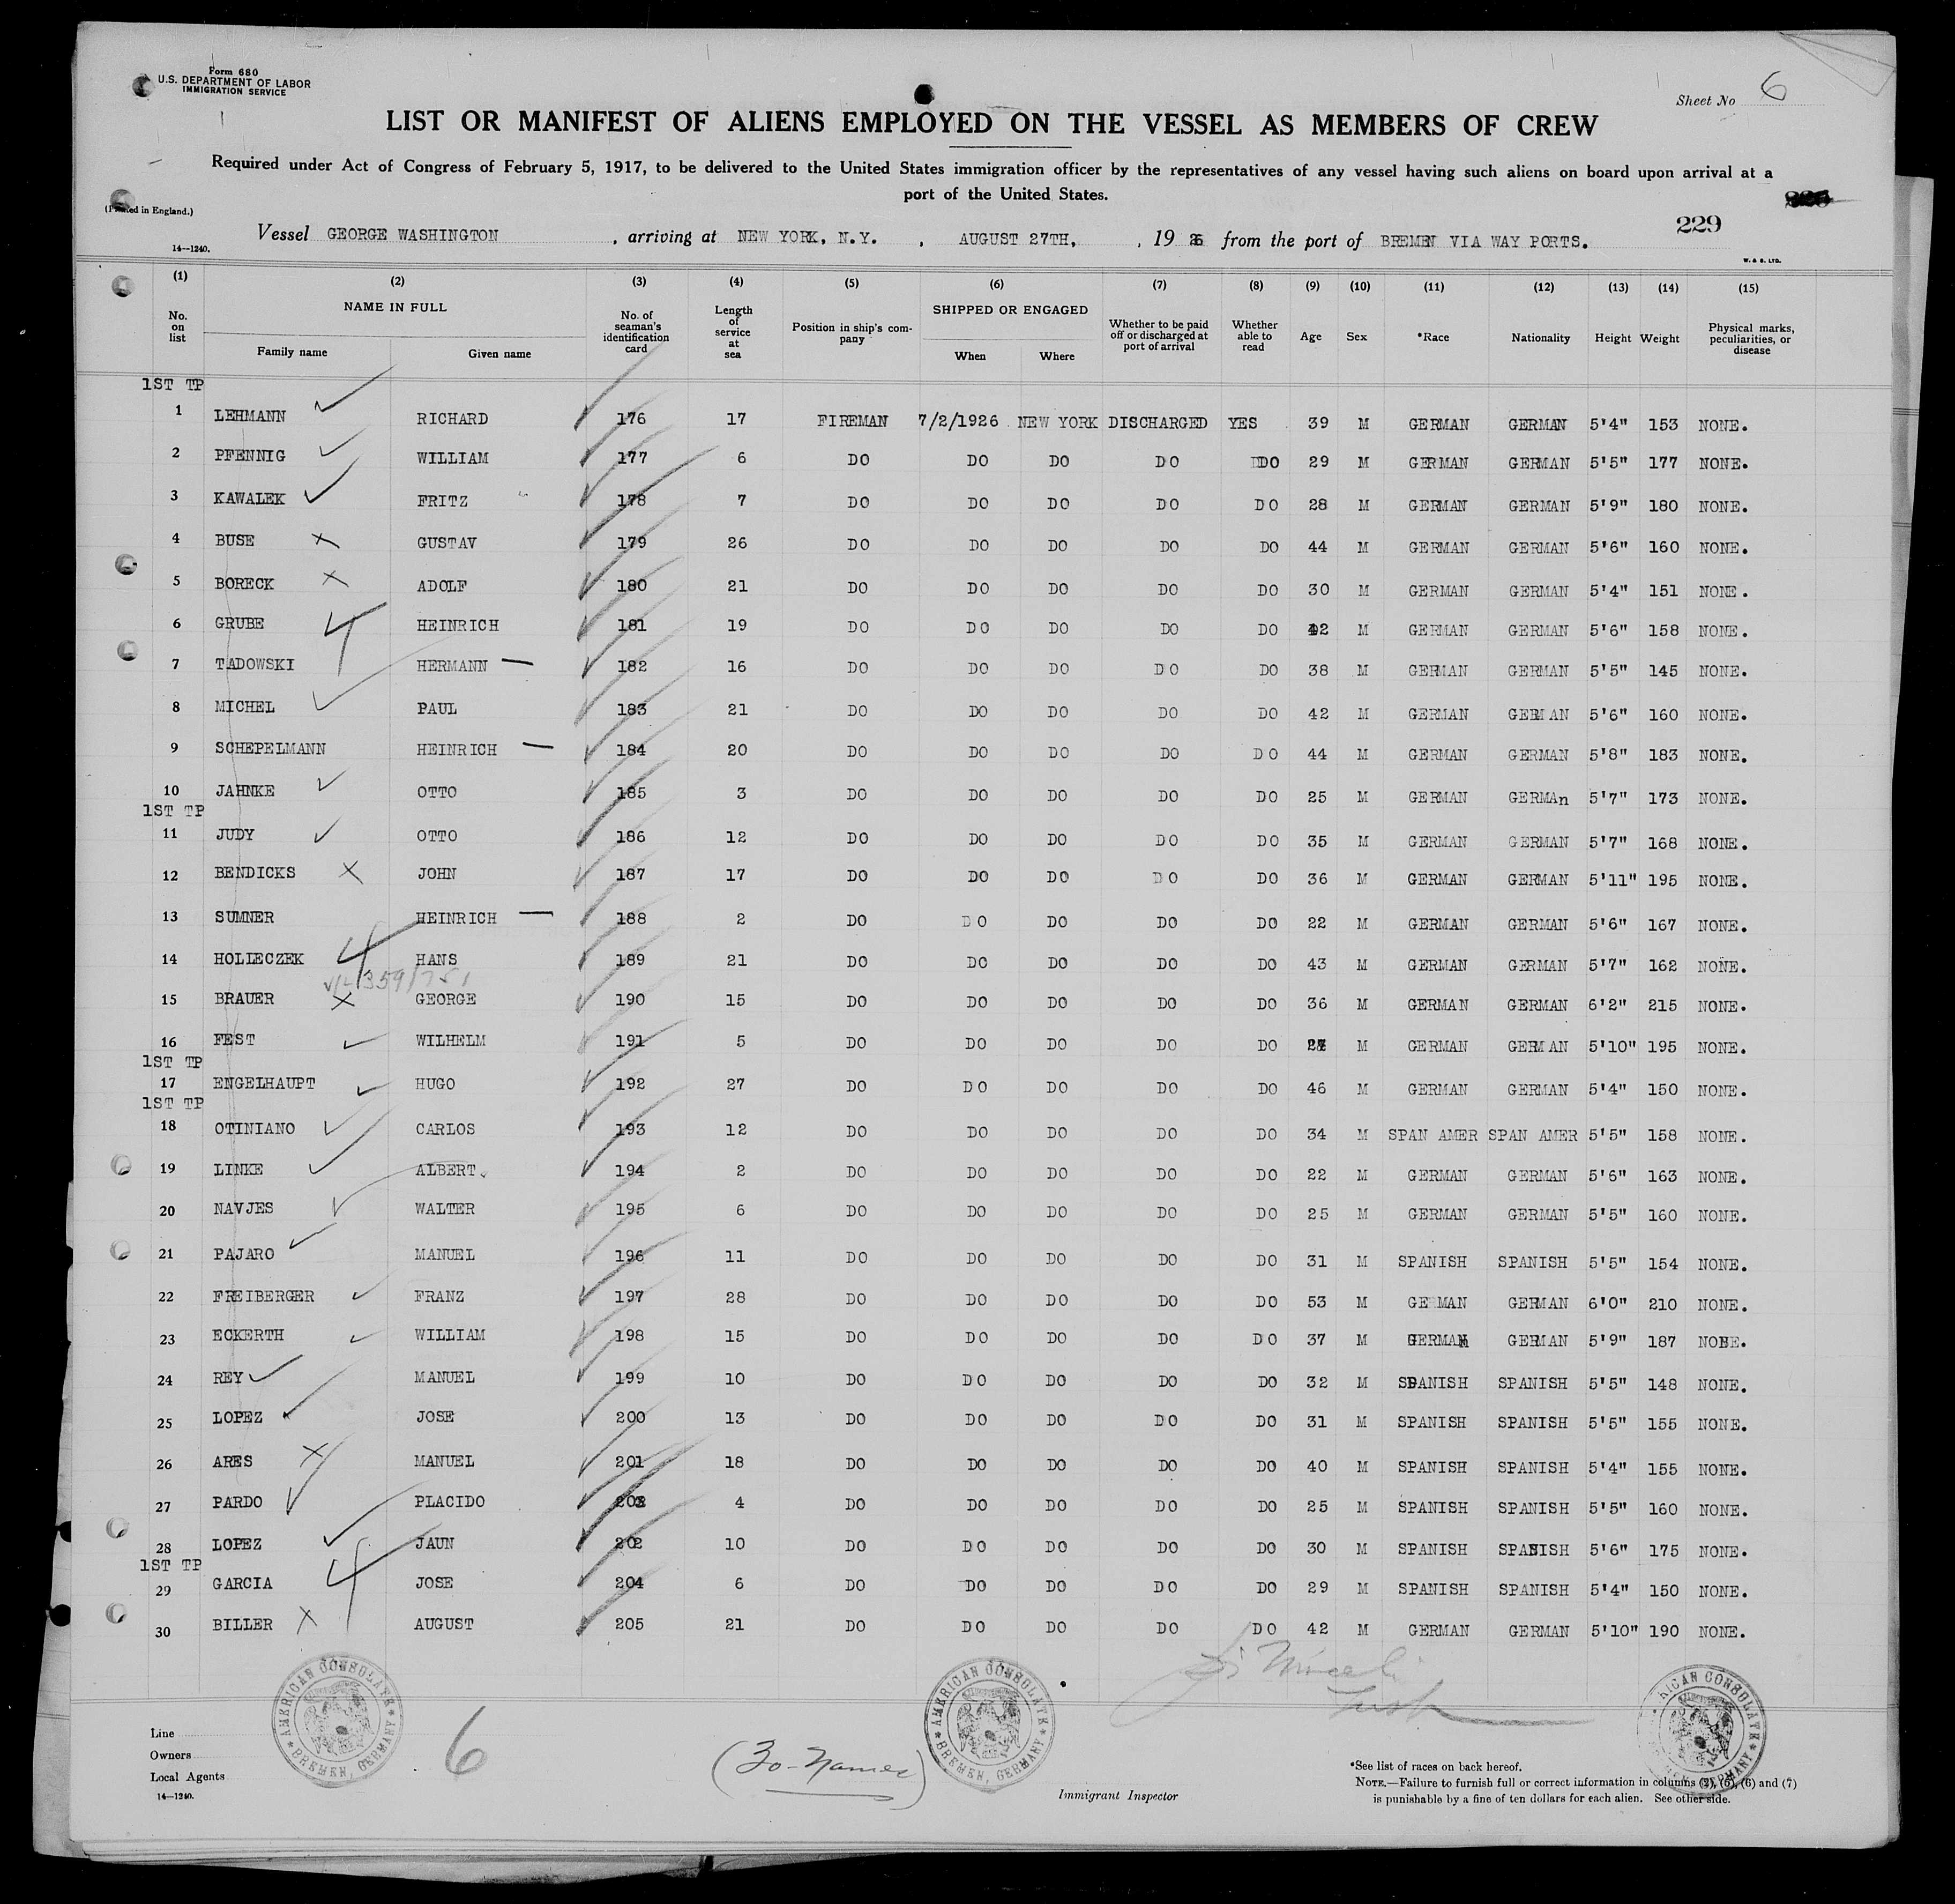 Form 680
U.S. DEPARTMENT OF LABOR
IMMIGRATION SERVICE
Sheet No 6
LIST OR MANIFEST OF ALIENS EMPLOYED ON THE VESSEL AS MEMBERS OF CREW
Required under Act of Congress of February 5, 1917, to be delivered to the United States immigration officer by the representatives of any vessel having such aliens on board upon arrival at a
port of the United States.
(Printed in England.)
229
14—1240.
Vessel GEORGE WASHINGTON, arriving at NEW YORK, N.Y., AUGUST 27TH, , 19 26 from the port of BREMEN VIA WAY PORTS.
W. & S. LTD.
(1) (2) (3) (4) (5) (6) (7) (8) (9) (10) (11) (12) (13) (14) (15)
No. on list NAME IN FULL Family name Given name No. of seaman's identification card Length of service at sea Position in ship's company SHIPPED OR ENGAGED When Where Whether to be paid off or discharged at port of arrival Whether able to read Age Sex *Race Nationality Height Weight Physical marks, peculiarities, or disease
1ST TP
1 LEHMANN RICHARD 176 17 FIREMAN 7/2/1926 NEW YORK DISCHARGED YES 39 M GERMAN GERMAN 5'4" 153 NONE.
2 PFENNIG WILLIAM 177 6 DO DO DO DO DO 29 M GERMAN GERMAN 5'5" 177 NONE.
3 KAWALEK FRITZ 178 7 DO DO DO DO DO 28 M GERMAN GERMAN 5'9" 180 NONE.
4 BUSE GUSTAV 179 26 DO DO DO DO DO 44 M GERMAN GERMAN 5'6" 160 NONE.
5 BORECK ADOLF 180 21 DO DO DO DO DO 30 M GERMAN GERMAN 5'4" 151 NONE.
6 GRUBE HEINRICH 181 19 DO DO DO DO DO 42 M GERMAN GERMAN 5'6" 158 NONE.
7 TADOWSKI HERMANN — 182 16 DO DO DO DO DO 38 M GERMAN GERMAN 5'5" 145 NONE.
8 MICHEL PAUL 183 21 DO DO DO DO DO 42 M GERMAN GERMAN 5'6" 160 NONE.
9 SCHEPELMANN HEINRICH — 184 20 DO DO DO DO DO 44 M GERMAN GERMAN 5'8" 183 NONE.
10 JAHNKE OTTO 185 3 DO DO DO DO DO 25 M GERMAN GERMAn 5'7" 173 NONE.
1ST TP
11 JUDY OTTO 186 12 DO DO DO DO DO 35 M GERMAN GERMAN 5'7" 168 NONE.
12 BENDICKS JOHN 187 17 DO DO DO DO DO 36 M GERMAN GERMAN 5'11" 195 NONE.
13 SUMNER HEINRICH — 188 2 DO DO DO DO DO 22 M GERMAN GERMAN 5'6" 167 NONE.
14 HOLIECZEK HANS 189 21 DO DO DO DO DO 43 M GERMAN GERMAN 5'7" 162 NONE.
359/751
15 BRAUER GEORGE 190 15 DO DO DO DO DO 36 M GERMAN GERMAN 6'2" 215 NONE.
16 FEST WILHELM 191 5 DO DO DO DO DO M GERMAN GERMAN 5'10" 195 NONE.
1ST TP
17 ENGELHAUPT HUGO 192 27 DO DO DO DO DO 46 M GERMAN GERMAN 5'4" 150 NONE.
1ST TP
18 OTINIANO CARLOS 193 12 DO DO DO DO DO 34 M SPAN AMER SPAN AMER 5'5" 158 NONE.
19 LINKE ALBERT. 194 2 DO DO DO DO DO 22 M GERMAN GERMAN 5'6" 163 NONE.
20 NAVJES WALTER 195 6 DO DO DO DO DO 25 M GERMAN GERMAN 5'5" 160 NONE.
21 PAJARO MANUEL 196 11 DO DO DO DO DO 31 M SPANISH SPANISH 5'5" 154 NONE.
22 FREIBERGER FRANZ 197 28 DO DO DO DO DO 53 M GE MAN GERMAN 6'0" 210 NONE.
23 ECKERTH WILLIAM 198 15 DO DO DO DO DO 37 M GERMAN GERMAN 5'9" 187 NONE.
24 REY MANUEL 199 10 DO DO DO DO DO 32 M SPANISH SPANISH 5'5" 148 NONE.
25 LOPEZ JOSE 200 13 DO DO DO DO DO 31 M SPANISH SPANISH 5'5" 155 NONE.
26 ARES MANUEL 201 18 DO DO DO DO DO 40 M SPANISH SPANISH 5'4" 155 NONE.
27 PARDO PLACIDO 4 DO DO DO DO DO 25 M SPANISH SPANISH 5'5" 160 NONE.
28 LOPEZ JAUN 202 10 DO DO DO DO DO 30 M SPANISH SPANISH 5'6" 175 NONE.
1ST TP
29 GARCIA JOSE 204 6 DO DO DO DO DO 29 M SPANISH SPANISH 5'4" 150 NONE.
30 BILLER AUGUST 205 21 DO DO DO DO DO 42 M GERMAN GERMAN 5'10" 190 NONE.
AMERICAN CONSOLATE BREMEN, GERMANY
AMERICAN CONSOLATE BREMEN, GERMANY
RICAN CONSOLATE GERMANY
Line
Owners
Local Agents
14—1240.
6
(30-Names)
Immigrant Inspector
*See list of races on back hereof.
NOTE.—Failure to furnish full or correct information in columns (2), (5), (6) and (7)
is punishable by a fine of ten dollars for each alien. See other side.